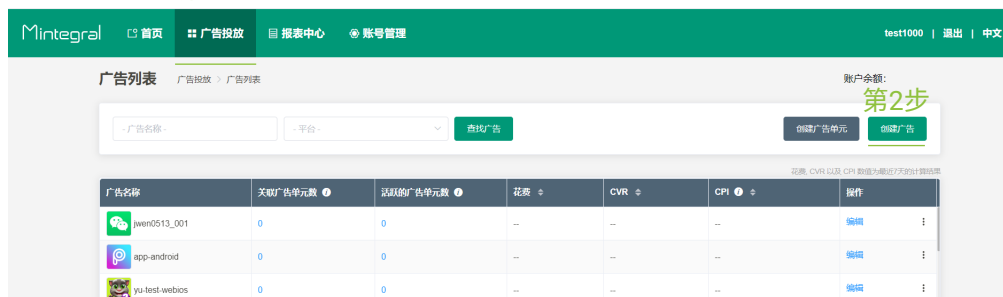 Mintegral 首页 广告投放 报表中心 账号管理 test1000 | 退出 | 中文
广告列表 广告投放 > 广告列表 账户余额:
第2步
- 广告名称 - - 平台 - 查找广告 创建广告单元 创建广告
花费, CVR 以及 CPI 数值为最近7天的计算结果
广告名称 关联广告单元数 活跃的广告单元数 花费 CVR CPI 操作
jwen0513_001 0 0 -- -- -- 编辑
app-android 0 0 -- -- -- 编辑
yu-test-webios 0 0 -- -- -- 编辑